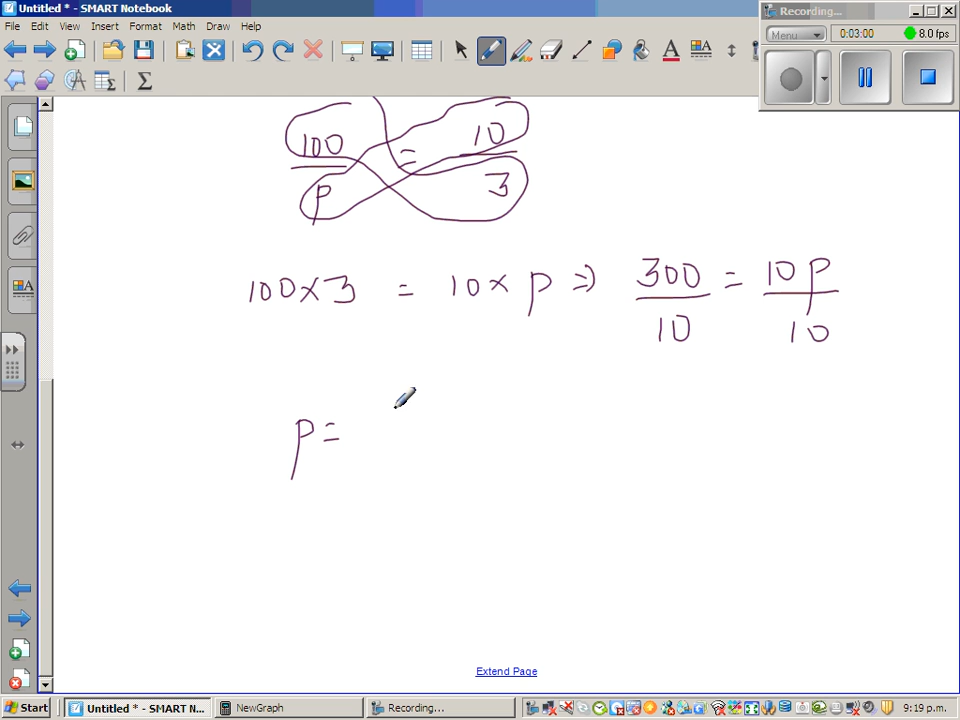 Untitled * - SMART Notebook
Recording...
File Edit View Insert Format Math Draw Help
Menu 0:03:00 8.0 fps
100 = 10
p 3
100 × 3 = 10 × p ⇒ 300 = 10 p
10 10
p =
Extend Page
Start Untitled * - SMART N... NewGraph Recording... 9:19 p.m.